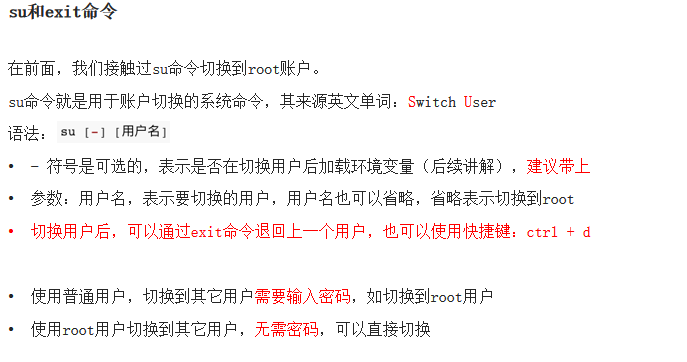 su和exit命令
在前面，我们接触过su命令切换到root账户。
su命令就是用于账户切换的系统命令，其来源英文单词：Switch User
语法：su [-] [用户名]
• - 符号是可选的，表示是否在切换用户后加载环境变量（后续讲解），建议带上
• 参数：用户名，表示要切换的用户，用户名也可以省略，省略表示切换到root
• 切换用户后，可以通过exit命令退回上一个用户，也可以使用快捷键：ctrl + d
• 使用普通用户，切换到其它用户需要输入密码，如切换到root用户
• 使用root用户切换到其它用户，无需密码，可以直接切换